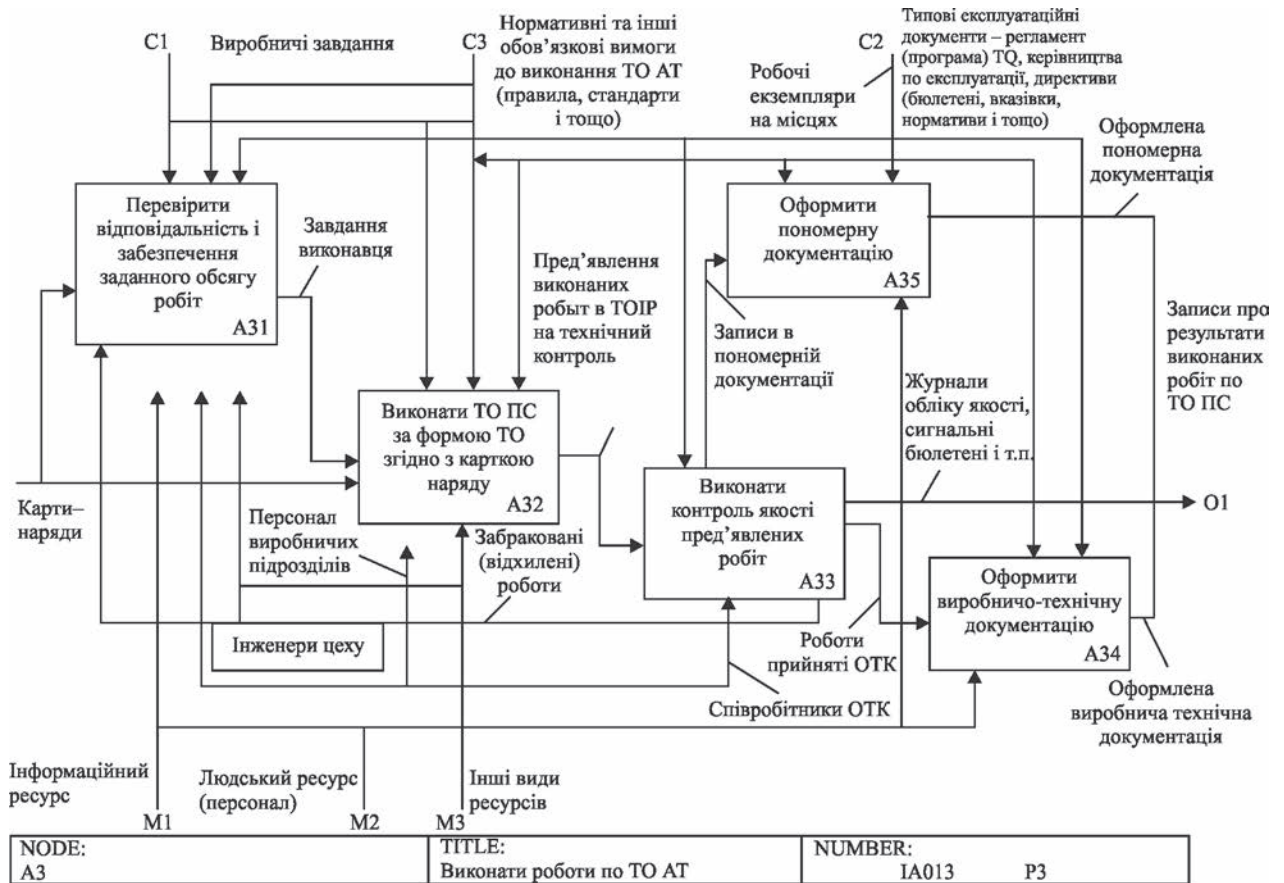 C1
Виробничі завдання
C3
Нормативні та інші
обов’язкові вимоги
до виконання ТО АТ
(правила, стандарти
і тощо)
Робочі
екземпляри
на місцях
C2
Типові експлуатаційні
документи – регламент
(програма) TQ, керівництва
по експлуатації, директиви
(бюлетені, вказівки,
нормативи і тощо)
Оформлена
пономерна
документація
Перевірити
відповідальність і
забезпечення
заданного обсягу
робіт
A31
Завдання
виконавця
Пред’явлення
виконаних
робыт в ТОІР
на технічний
контроль
Оформити
пономерну
документацію
A35
Записи в
пономерній
документації
Записи про
результати
виконаних
робіт по
ТО ПС
Журнали
обліку якості,
сигнальні
бюлетені і т.п.
Виконати ТО ПС
за формою ТО
згідно з карткою
наряду
A32
Карти–
наряди
Персонал
виробничих
підрозділів
Забраковані
(відхилені)
роботи
Виконати
контроль якості
пред’явлених
робіт
A33
O1
Оформити
виробничо-технічну
документацію
A34
Інженери цеху
Роботи
прийняті ОТК
Співробітники ОТК
Оформлена
виробнича технічна
документація
Інформаційний
ресурс
M1
Людський ресурс
(персонал)
M2
Інші види
ресурсів
M3
NODE:
A3
TITLE:
Виконати роботи по ТО АТ
NUMBER:
IA013 P3